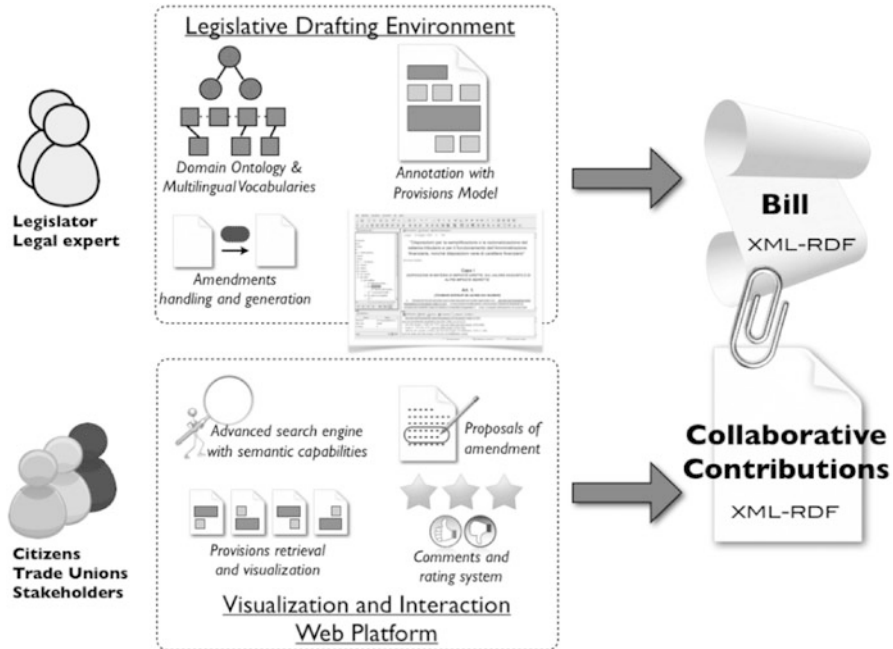 Legislative Drafting Environment
Domain Ontology &
Multilingual Vocabularies
Annotation with
Provisions Model
Legislator
Legal expert
Amendments
handling and generation
Bill
XML-RDF
Advanced search engine
with semantic capabilities
Proposals of
amendment
Collaborative
Contributions
XML-RDF
Provisions retrieval
and visualization
Comments and
rating system
Citizens
Trade Unions
Stakeholders
Visualization and Interaction
Web Platform